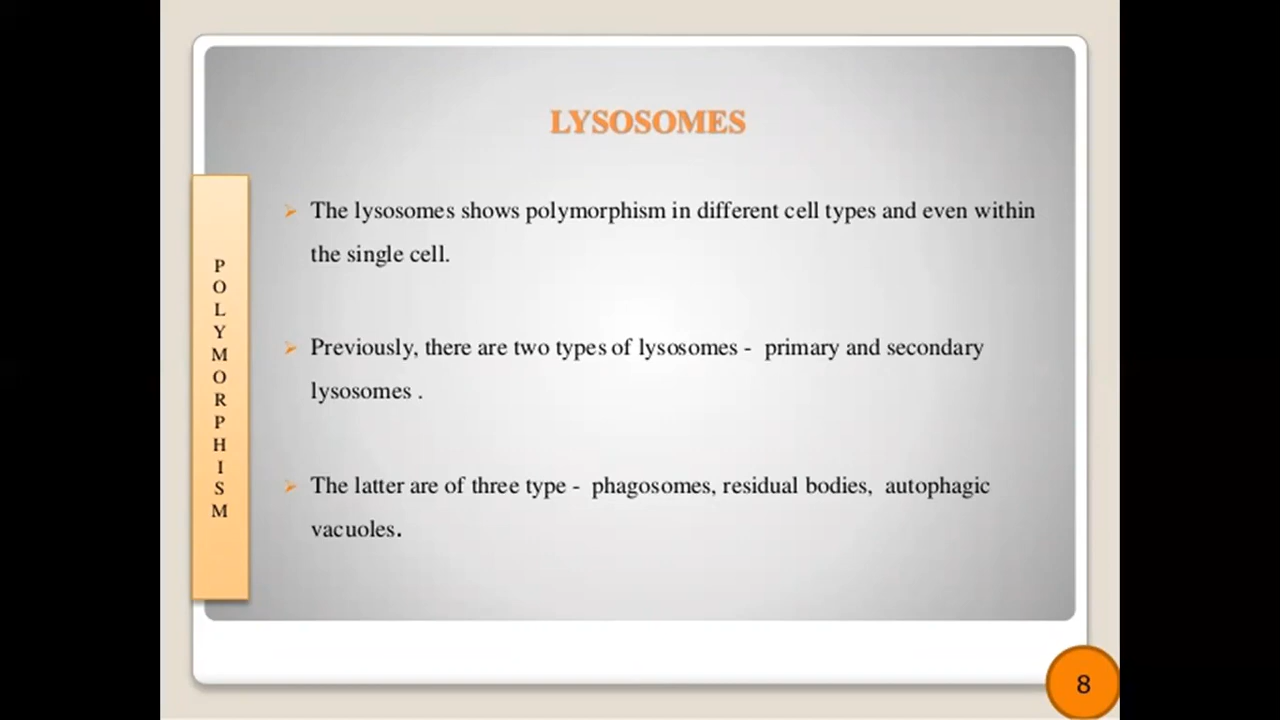 LYSOSOMES
POLYMORPHISM
➢ The lysosomes shows polymorphism in different cell types and even within
the single cell.
➢ Previously, there are two types of lysosomes - primary and secondary
lysosomes .
➢ The latter are of three type - phagosomes, residual bodies, autophagic
vacuoles.
8